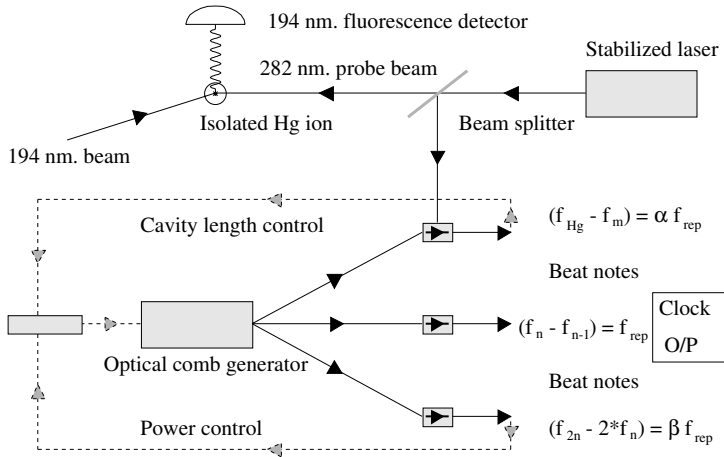 194 nm. fluorescence detector
Stabilized laser
282 nm. probe beam
Isolated Hg ion
Beam splitter
194 nm. beam
Cavity length control
(f_Hg - f_m) = α f_rep
Beat notes
(f_n - f_n-1) = f_rep
Clock
O/P
Optical comb generator
Beat notes
Power control
(f_2n - 2*f_n) = β f_rep